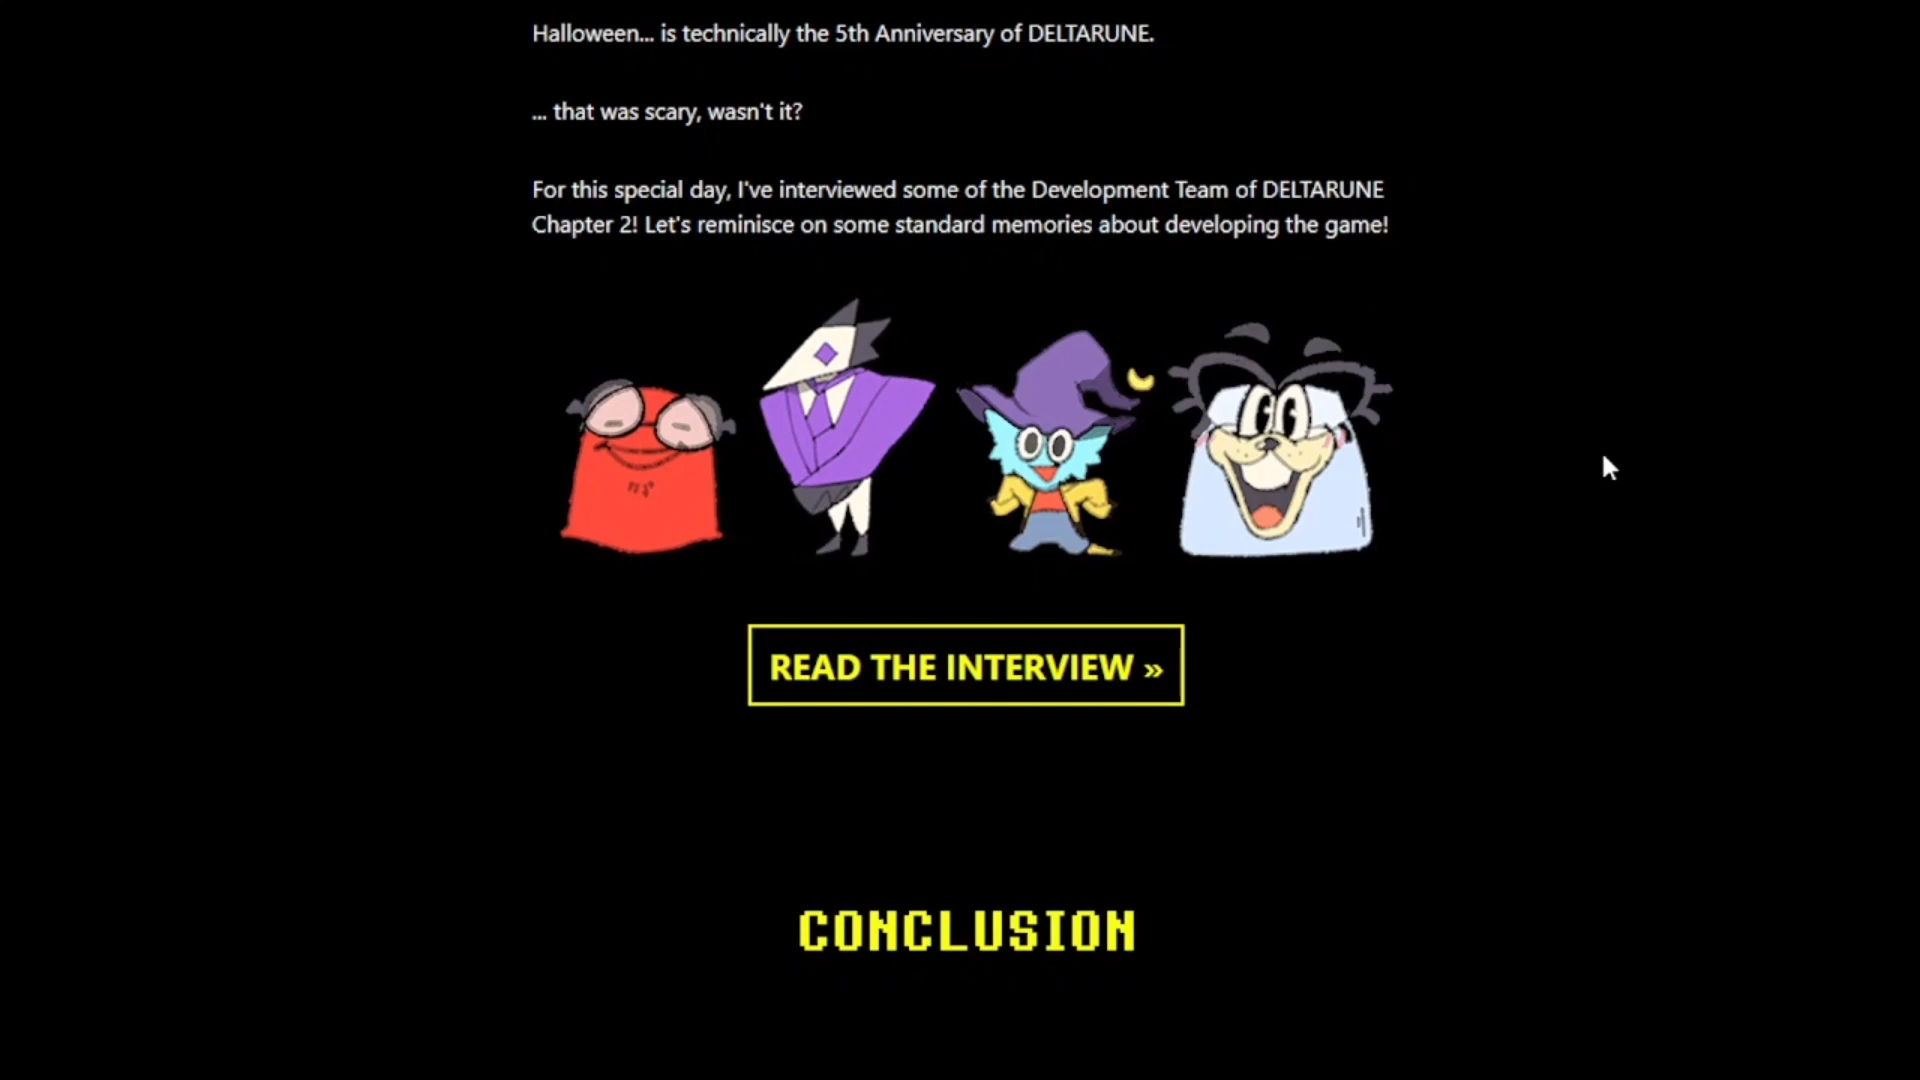 Halloween... is technically the 5th Anniversary of DELTARUNE.
... that was scary, wasn't it?
For this special day, I've interviewed some of the Development Team of DELTARUNE
Chapter 2! Let's reminisce on some standard memories about developing the game!
READ THE INTERVIEW »
CONCLUSION